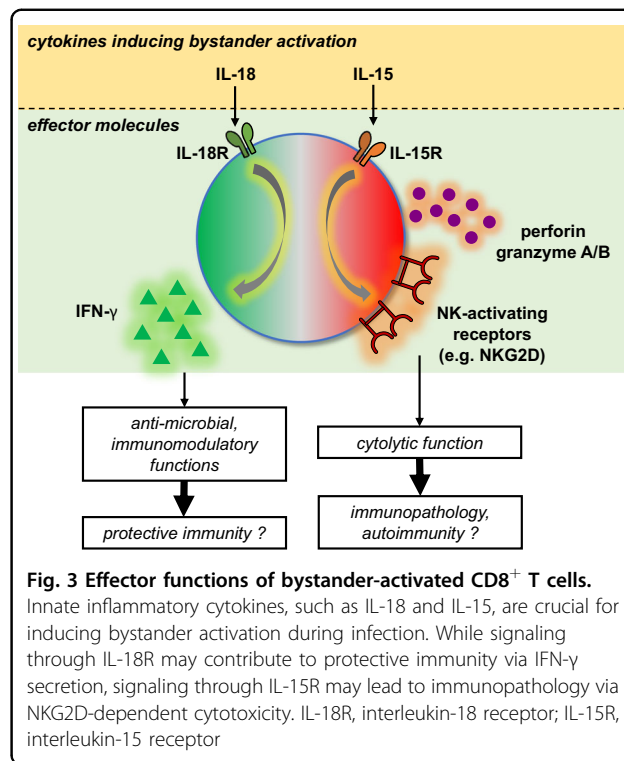 cytokines inducing bystander activation
IL-18
IL-15
effector molecules
IL-18R
IL-15R
perforin
granzyme A/B
IFN-γ
NK-activating
receptors
(e.g. NKG2D)
anti-microbial,
immunomodulatory
functions
cytolytic function
protective immunity ?
immunopathology,
autoimmunity ?
Fig. 3 Effector functions of bystander-activated CD8⁺ T cells.
Innate inflammatory cytokines, such as IL-18 and IL-15, are crucial for
inducing bystander activation during infection. While signaling
through IL-18R may contribute to protective immunity via IFN-γ
secretion, signaling through IL-15R may lead to immunopathology via
NKG2D-dependent cytotoxicity. IL-18R, interleukin-18 receptor; IL-15R,
interleukin-15 receptor